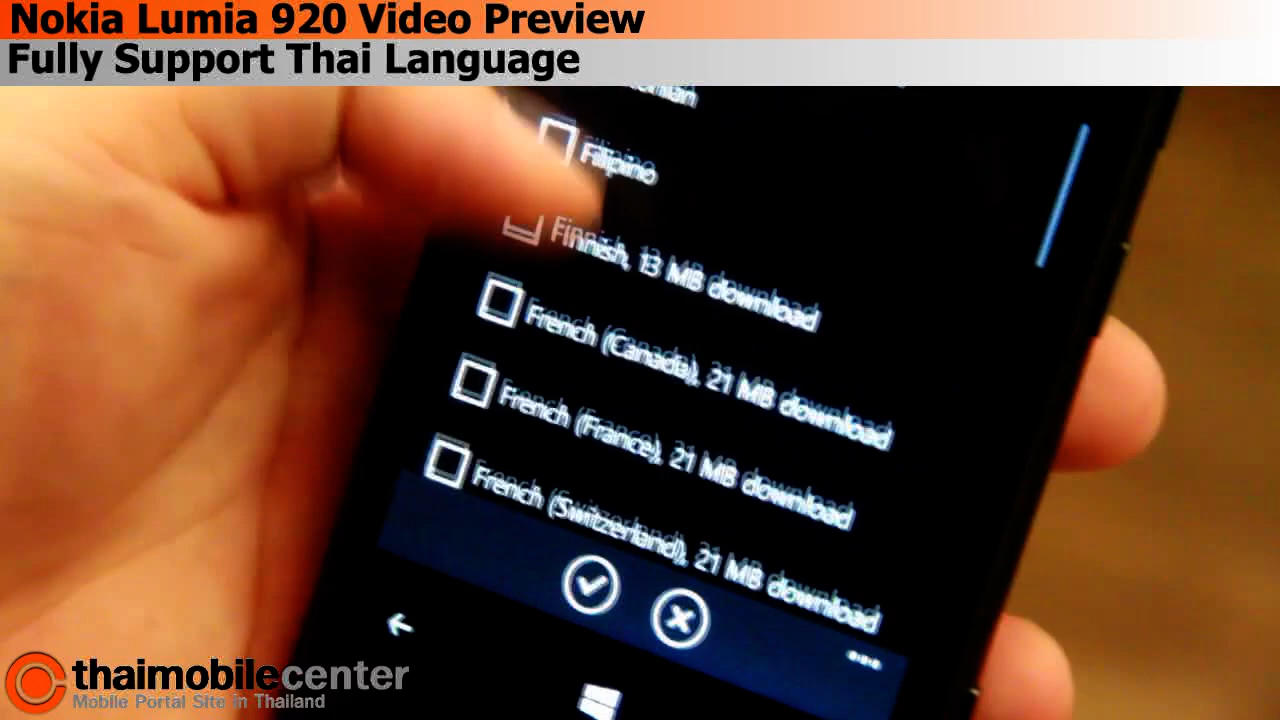 Nokia Lumia 920 Video Preview
Fully Support Thai Language
Filipino
Finnish, 13 MB download
French (Canada), 21 MB download
French (France), 21 MB download
French (Switzerland), 21 MB download
thaimobilecenter
Mobile Portal Site in Thailand